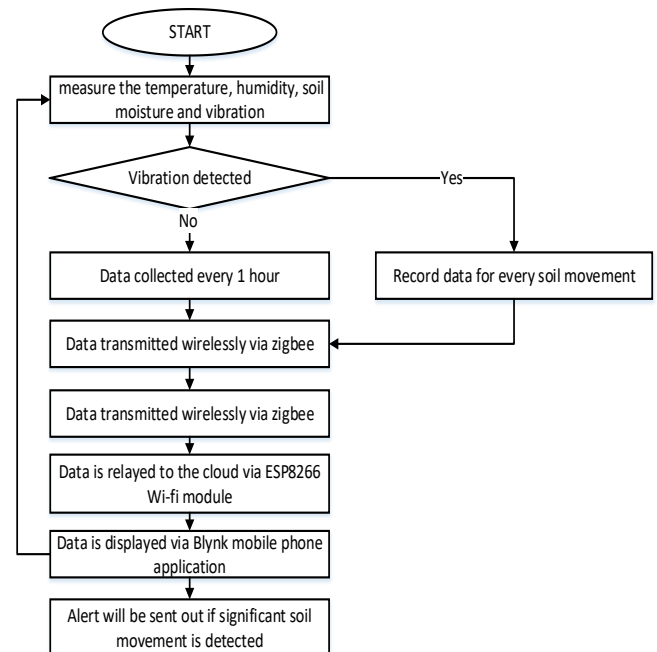 START
measure the temperature, humidity, soil
moisture and vibration
Vibration detected
Yes
No
Data collected every 1 hour
Record data for every soil movement
Data transmitted wirelessly via zigbee
Data transmitted wirelessly via zigbee
Data is relayed to the cloud via ESP8266
Wi-fi module
Data is displayed via Blynk mobile phone
application
Alert will be sent out if significant soil
movement is detected